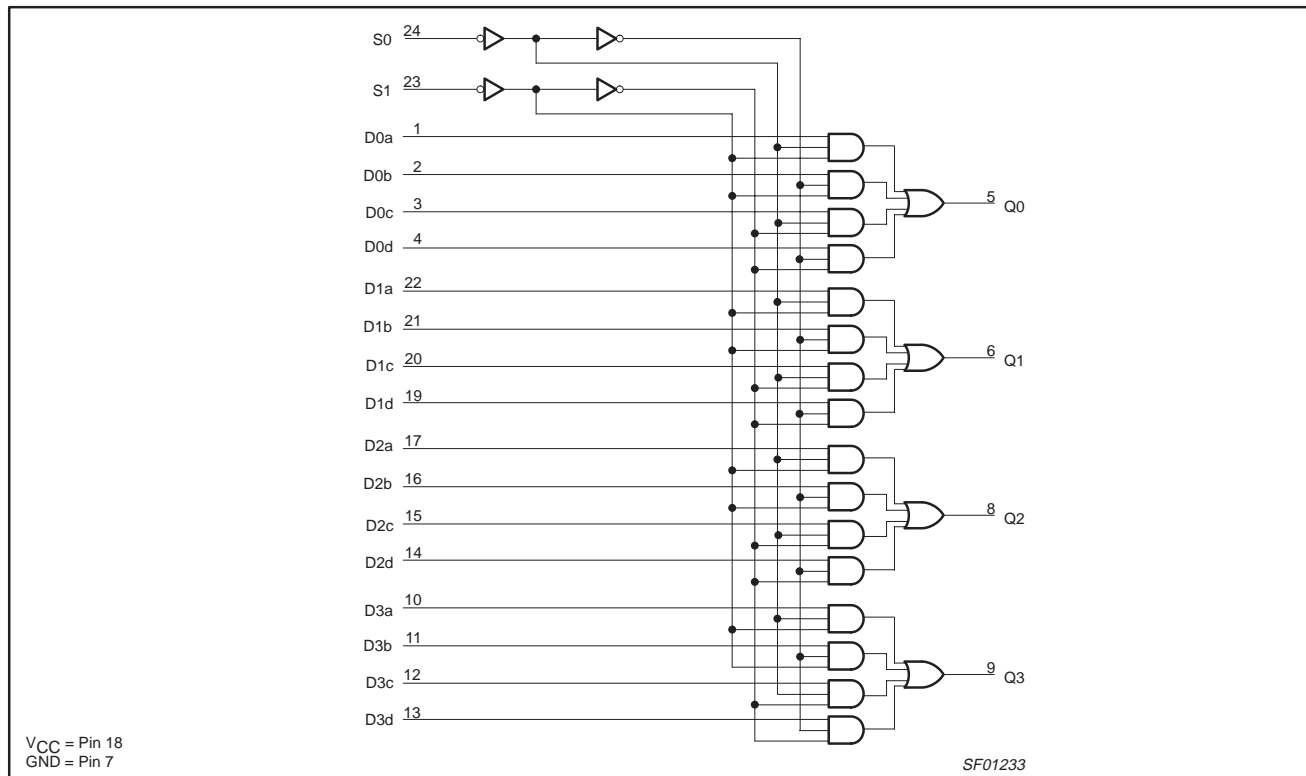 S0 24
S1 23
D0a 1
D0b 2
D0c 3
D0d 4
5 Q0
D1a 22
D1b 21
D1c 20
D1d 19
6 Q1
D2a 17
D2b 16
D2c 15
D2d 14
8 Q2
D3a 10
D3b 11
D3c 12
D3d 13
9 Q3
VCC = Pin 18
GND = Pin 7
SF01233